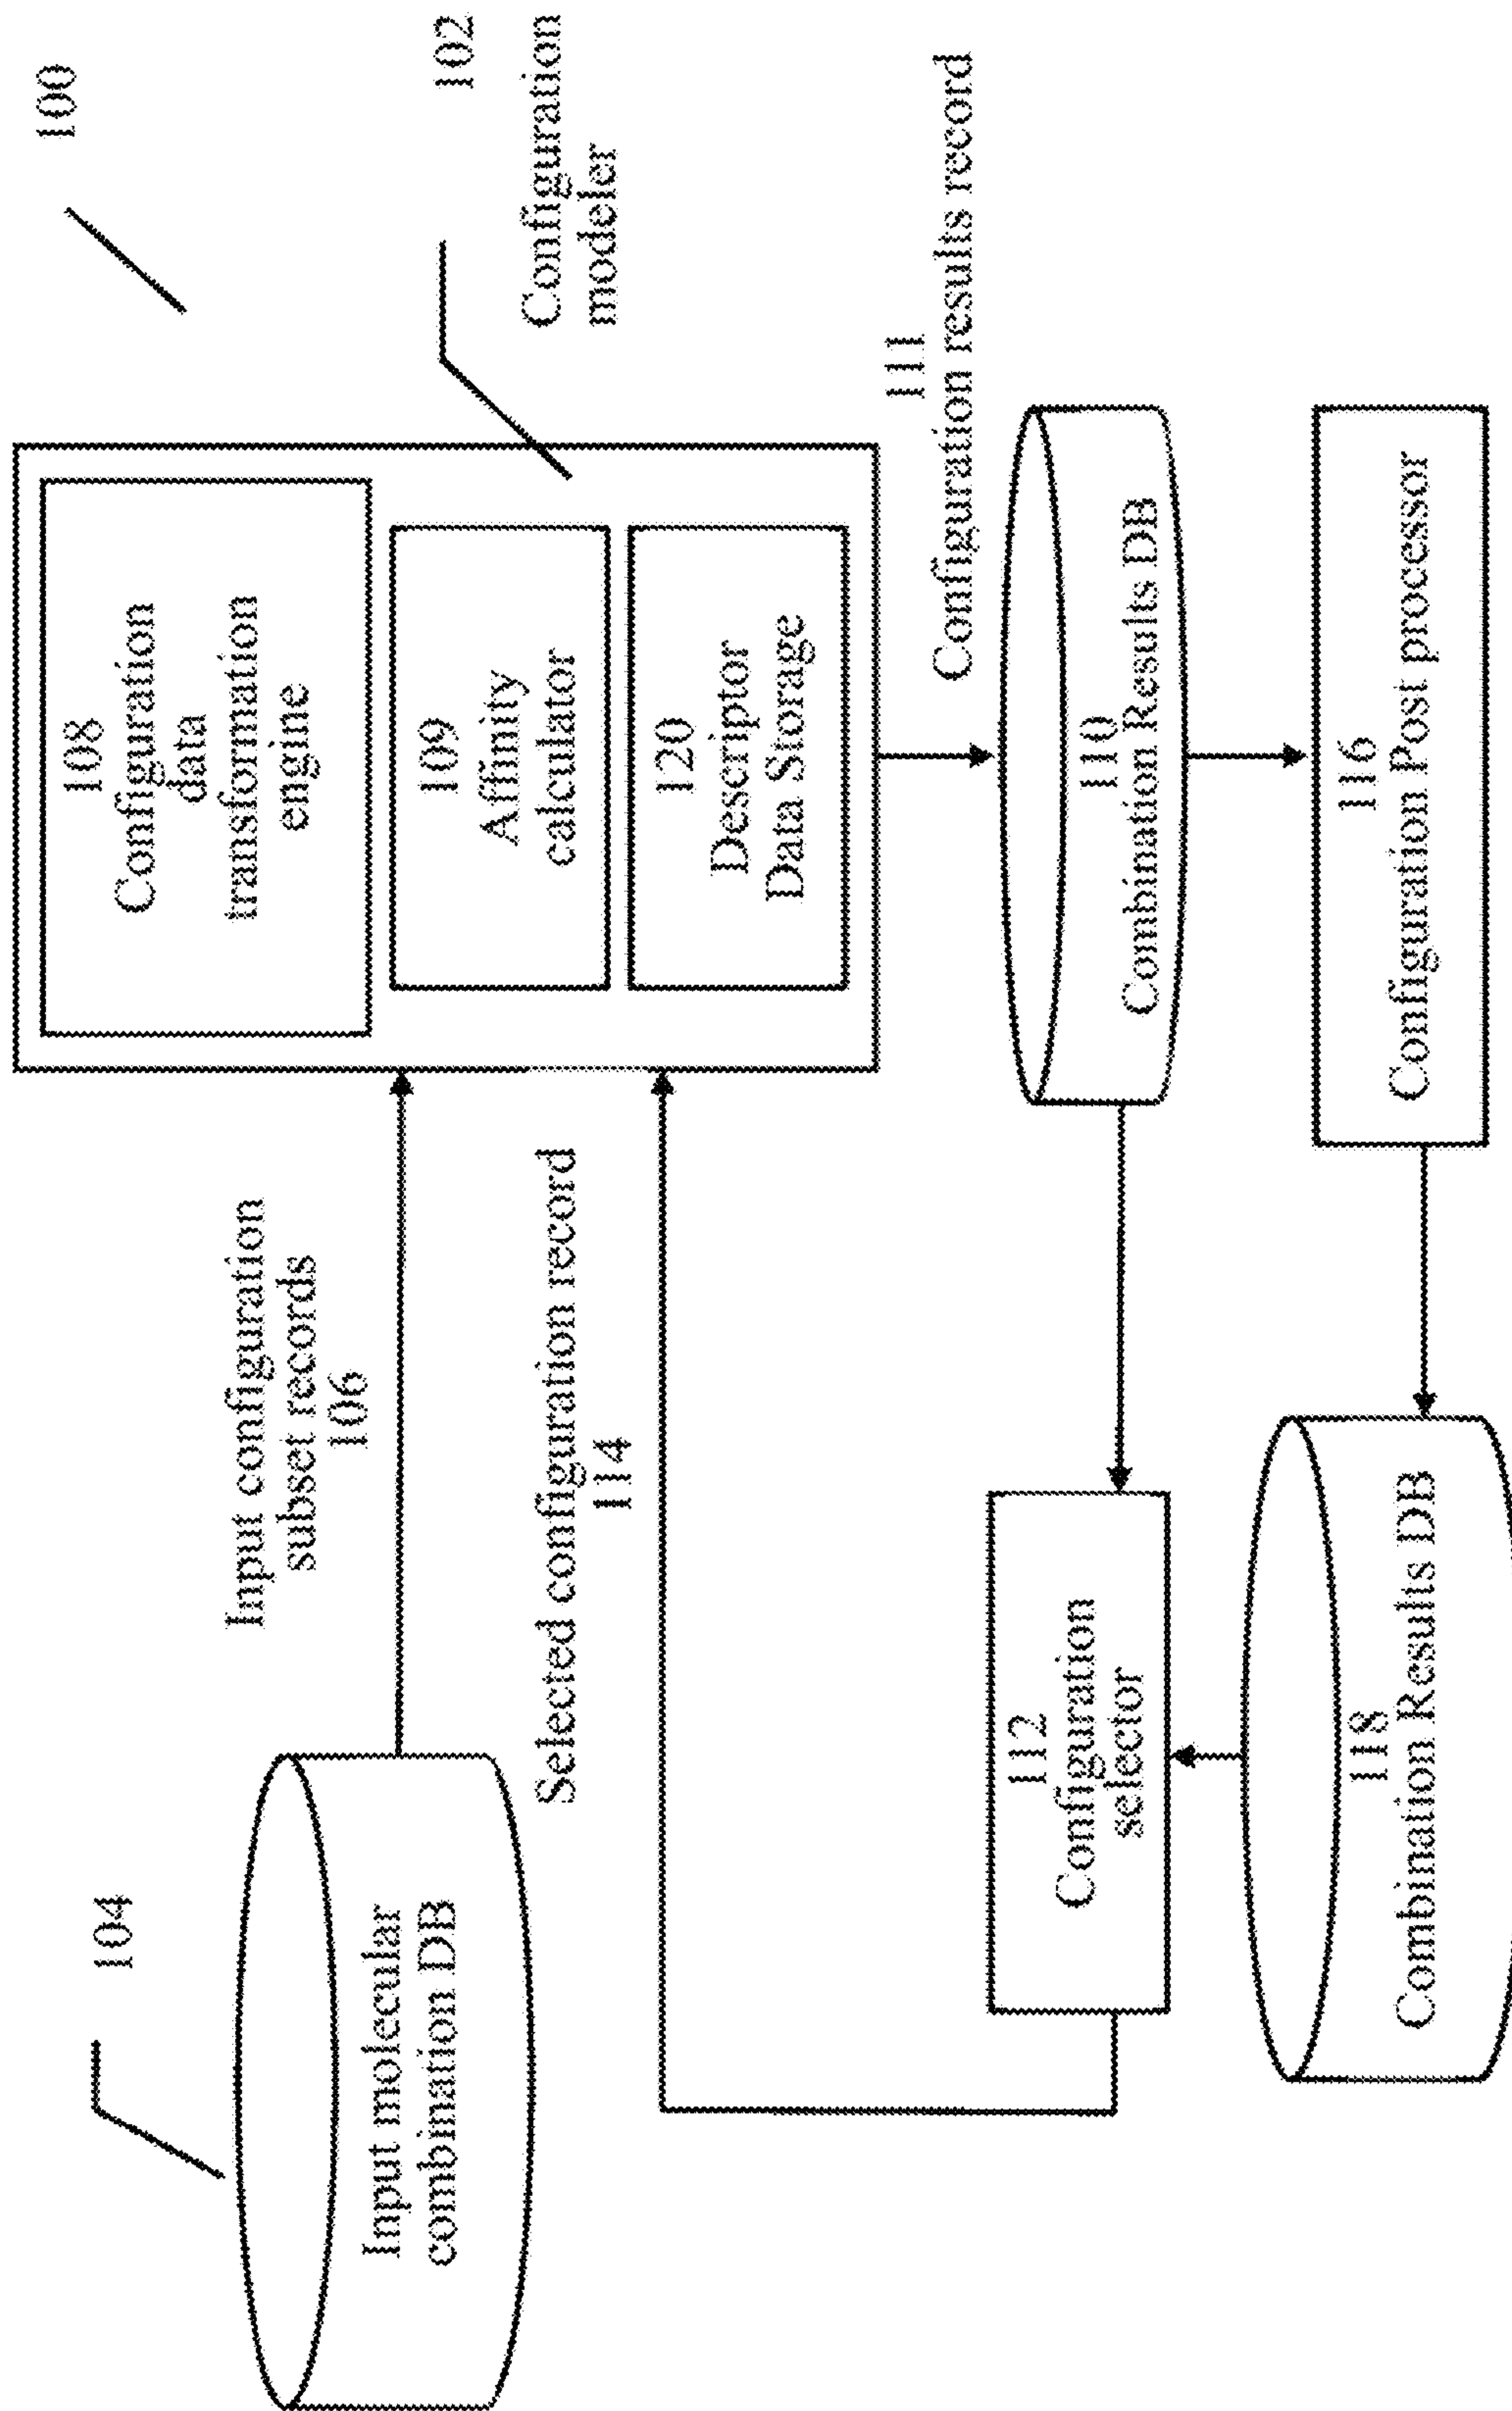 100
104
Input molecular
combination DB
Input configuration
subset records
106
Selected configuration record
114
108
Configuration
data
transformation
engine
109
Affinity
calculator
120
Descriptor
Data Storage
102
Configuration
modeler
111
Configuration results record
110
Combination Results DB
112
Configuration
selector
116
Configuration Post processor
118
Combination Results DB